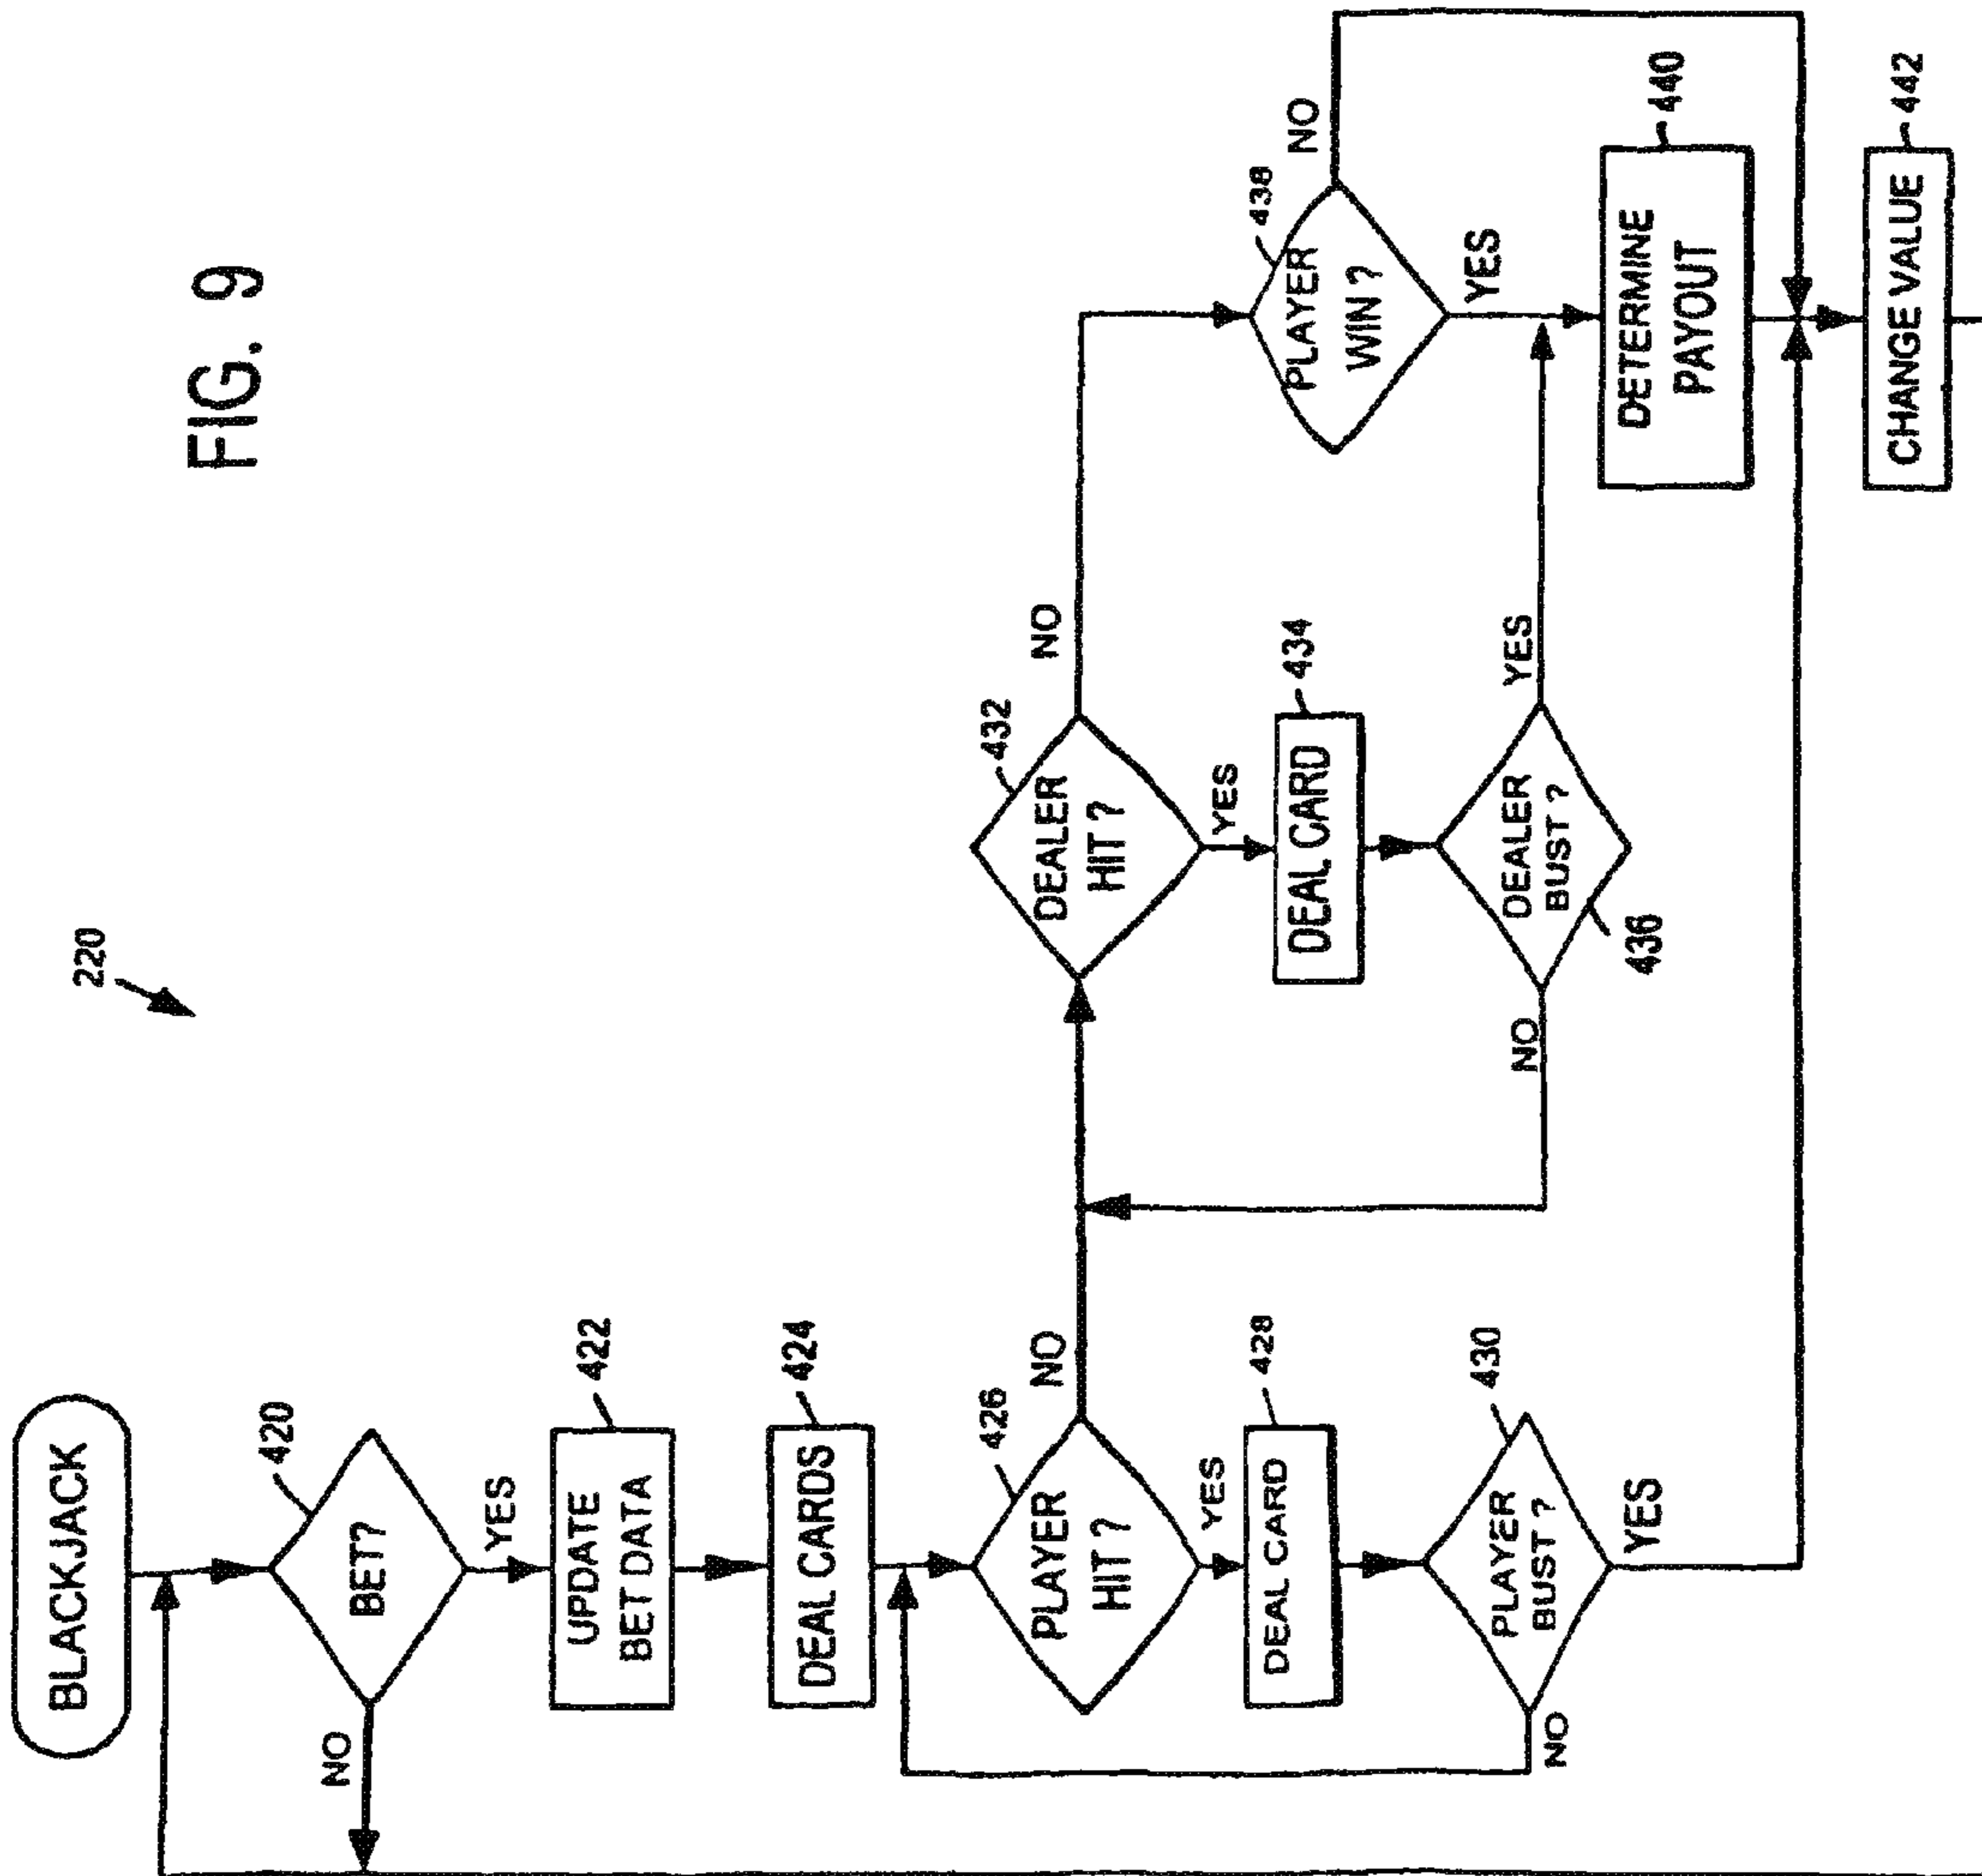 FIG. 9
220
BLACKJACK
420
BET?
NO
YES
422
UPDATE
BET DATA
424
DEAL CARDS
426
PLAYER
HIT ?
NO
YES
428
DEAL CARD
430
PLAYER
BUST ?
NO
YES
432
DEALER
HIT ?
NO
YES
434
DEAL CARD
DEALER
BUST ?
436
NO
YES
438
PLAYER
WIN ?
NO
YES
440
DETERMINE
PAYOUT
442
CHANGE VALUE